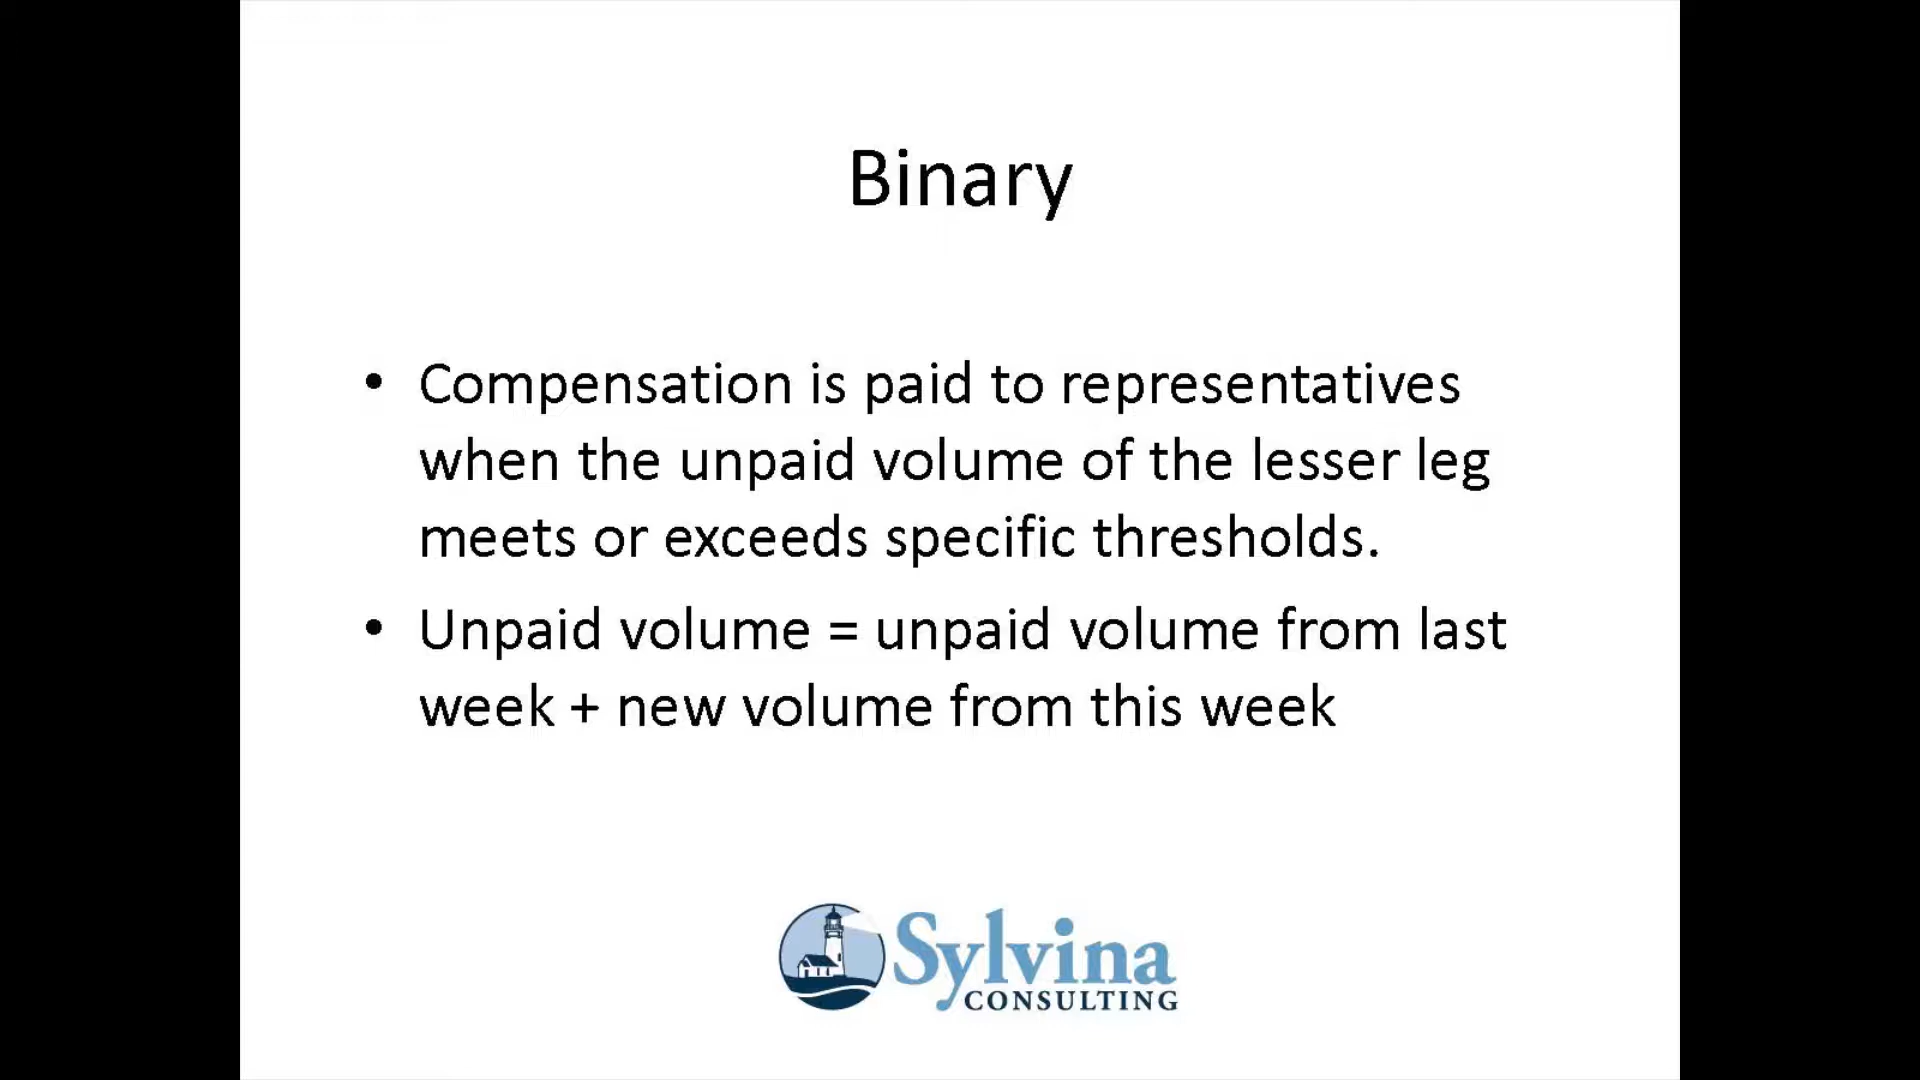 Binary
• Compensation is paid to representatives
when the unpaid volume of the lesser leg
meets or exceeds specific thresholds.
• Unpaid volume = unpaid volume from last
week + new volume from this week
Sylvina
CONSULTING